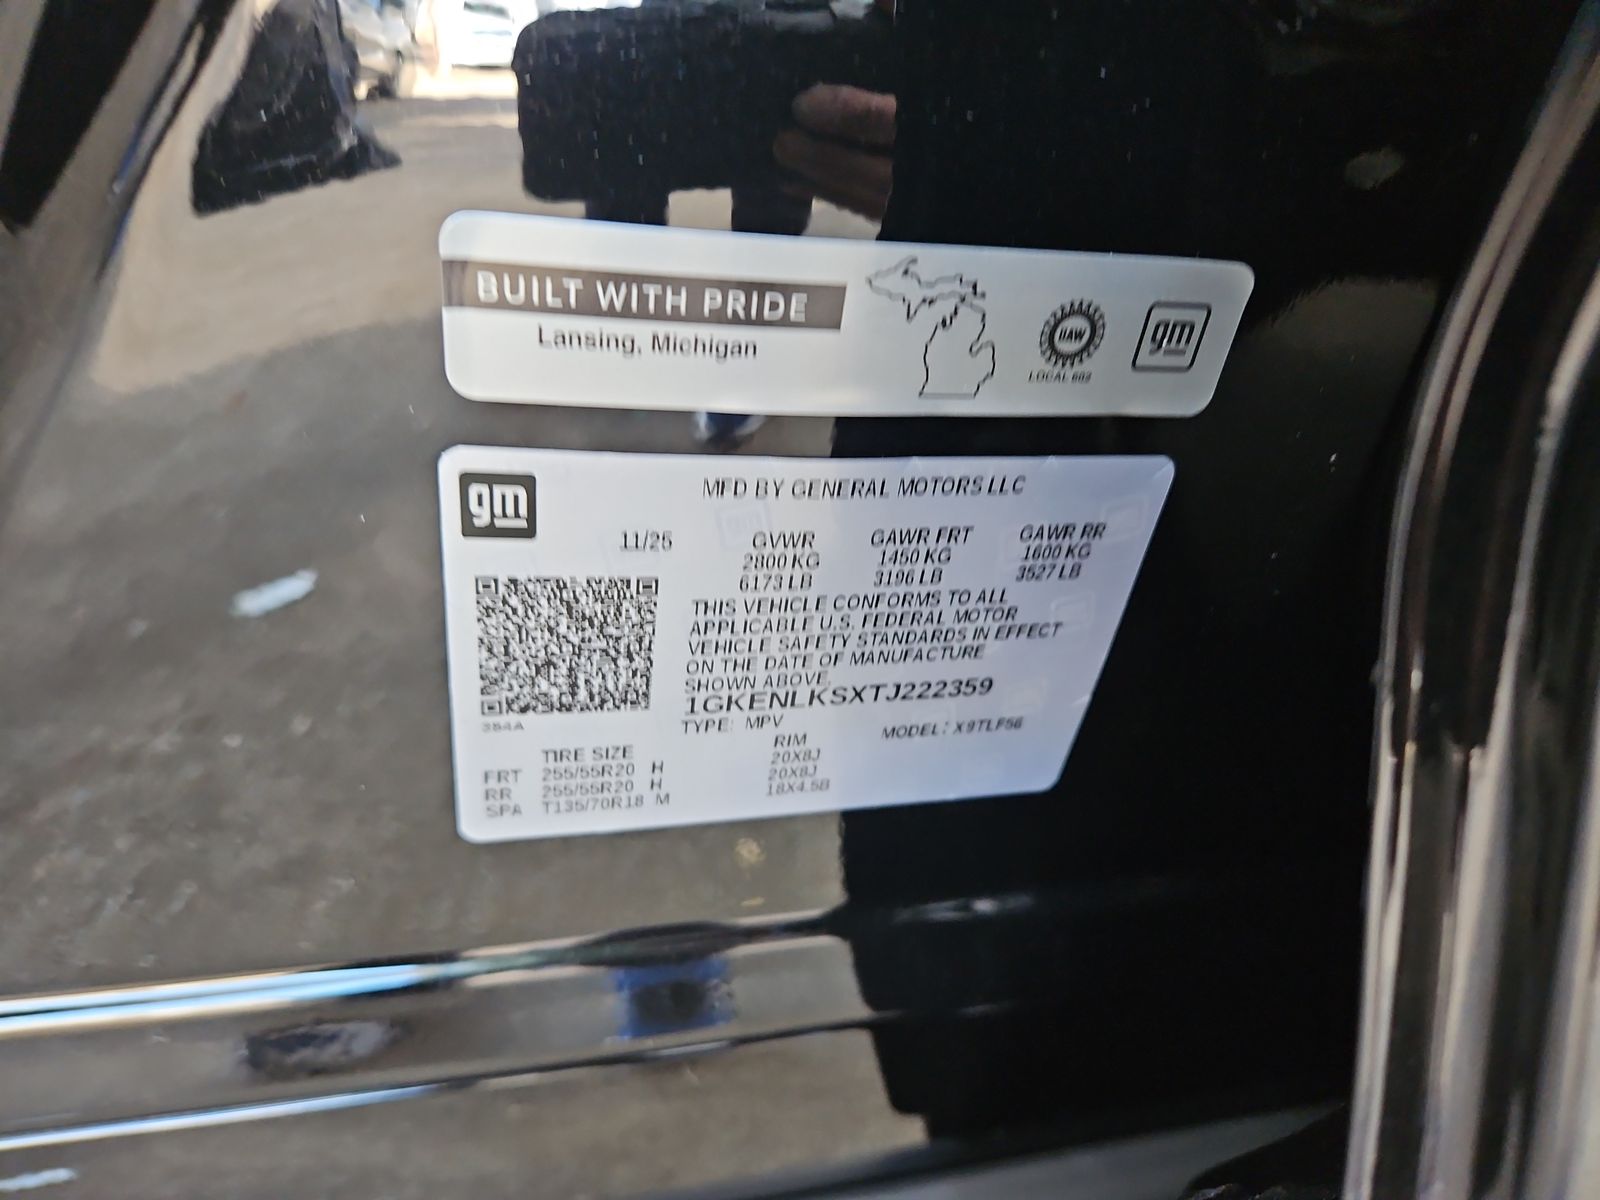 BUILT WITH PRIDE
Lansing, Michigan
UAW
LOCAL 602
gm
gm
MFD BY GENERAL MOTORS LLC
11/25 GVWR GAWR FRT GAWR RR
2800 KG 1450 KG 1600 KG
6173 LB 3196 LB 3527 LB
THIS VEHICLE CONFORMS TO ALL
APPLICABLE U.S. FEDERAL MOTOR
VEHICLE SAFETY STANDARDS IN EFFECT
ON THE DATE OF MANUFACTURE
SHOWN ABOVE.
1GKENLKSXTJ222359
TYPE: MPV MODEL: X9TLF56
TIRE SIZE RIM
FRT 255/55R20 H 20X8J
RR 255/55R20 H 20X8J
SPA T135/70R18 M 18X4.5B